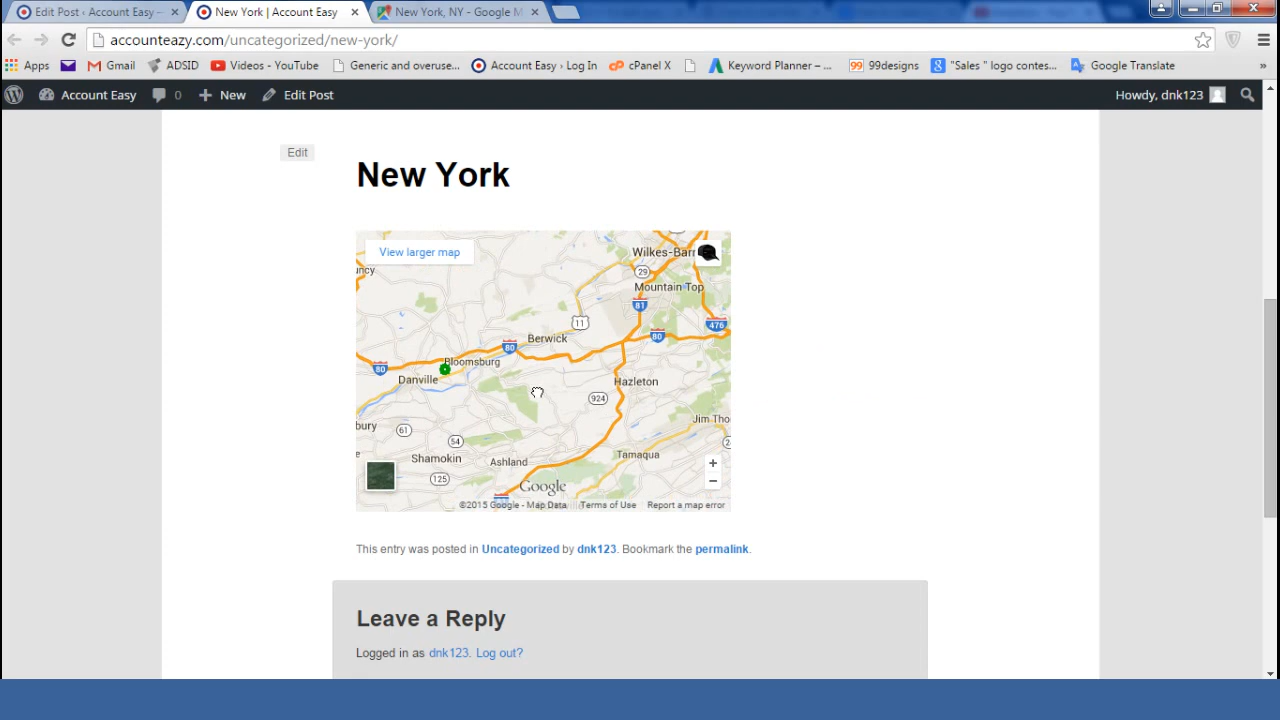 Edit Post ‹ Account Easy —
New York | Account Easy
New York, NY - Google M
accounteazy.com/uncategorized/new-york/
Apps
Gmail
ADSID
Videos - YouTube
Generic and overuse...
Account Easy › Log In
cPanel X
Keyword Planner – ...
99designs
"Sales " logo contes...
Google Translate
»
Account Easy
0
New
Edit Post
Howdy, dnk123
Edit
New York
View larger map
Wilkes-Barr
29
Mountain Top
81
476
11
80
Berwick
80
Bloomsburg
80
Danville
Hazleton
924
Jim Tho
bury
61
54
Shamokin
Ashland
Tamaqua
125
+
−
Google
©2015 Google - Map Data
Terms of Use
Report a map error
This entry was posted in Uncategorized by dnk123. Bookmark the permalink.
Leave a Reply
Logged in as dnk123. Log out?